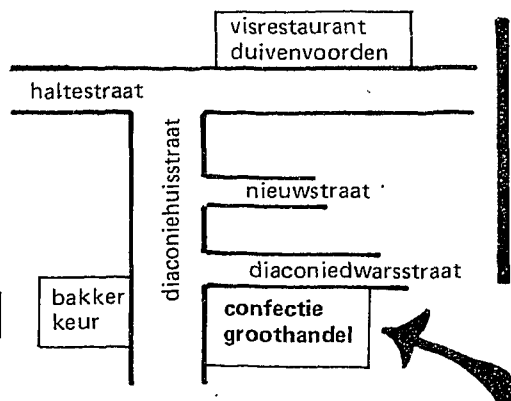 visrestaurant
duivenvoorden
haltestraat
diaconiehuisstraat
nieuwstraat
diaconiedwarsstraat
bakker
keur
confectie
groothandel